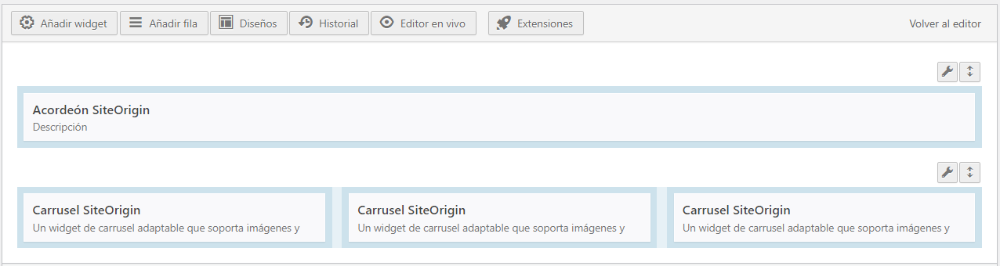 Añadir widget Añadir fila Diseños Historial Editor en vivo Extensiones Volver al editor
Acordeón SiteOrigin
Descripción
Carrusel SiteOrigin Carrusel SiteOrigin Carrusel SiteOrigin
Un widget de carrusel adaptable que soporta imágenes y Un widget de carrusel adaptable que soporta imágenes y Un widget de carrusel adaptable que soporta imágenes y